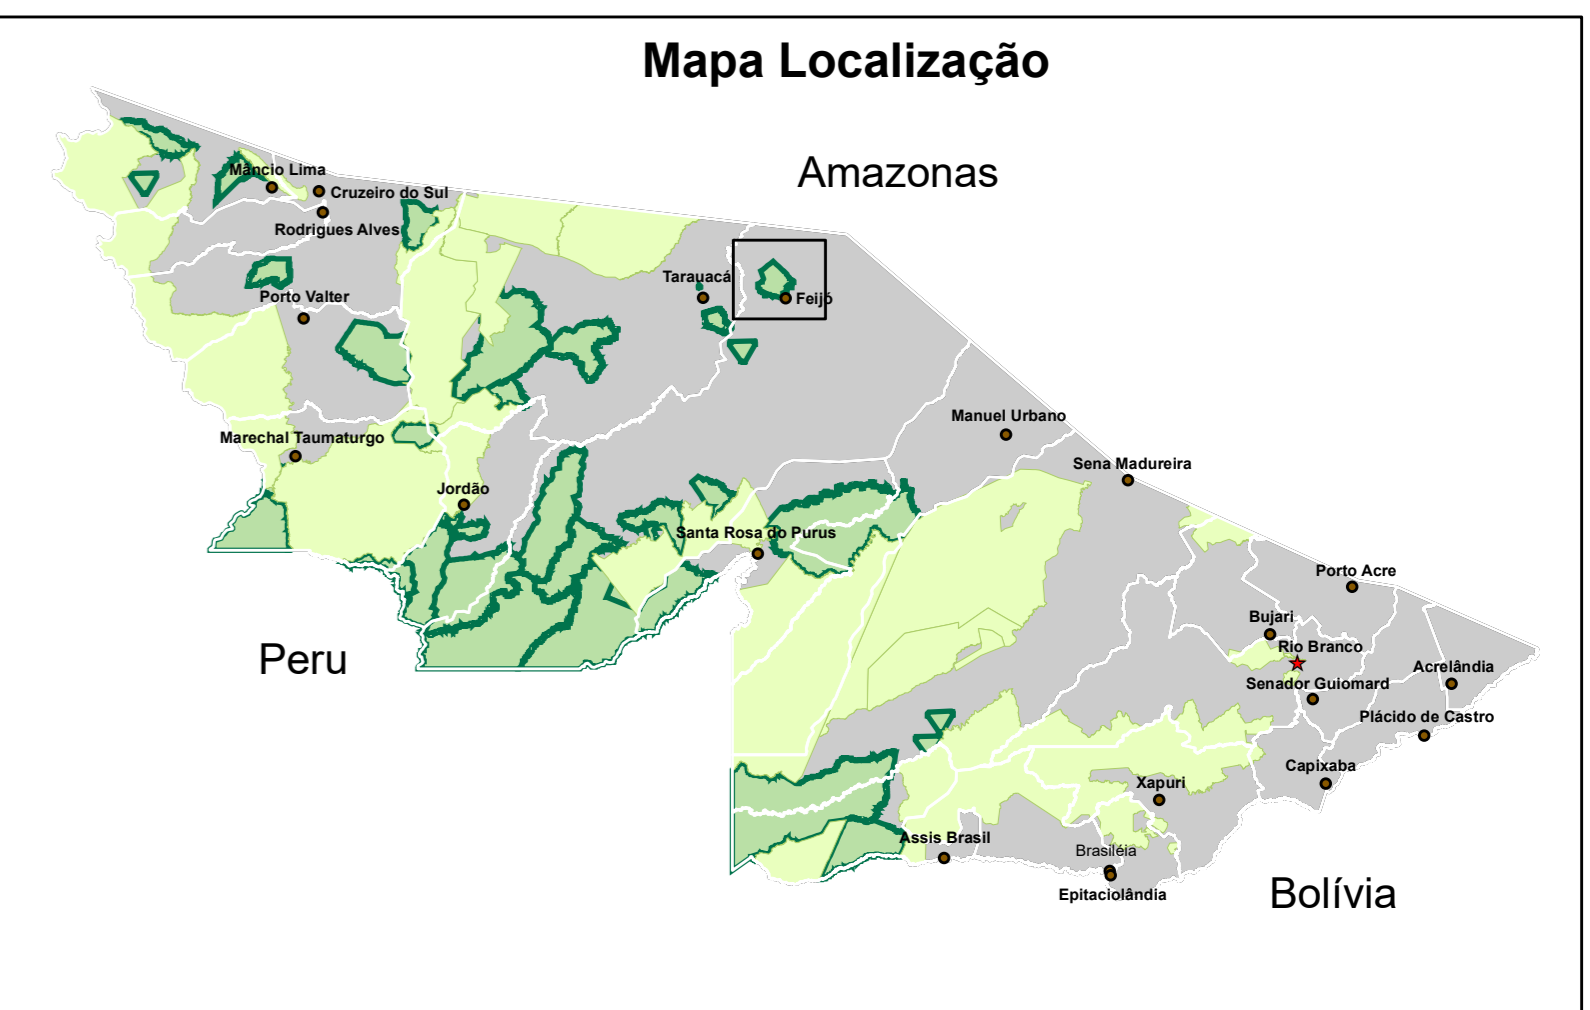 Mapa Localização
Amazonas
Mâncio Lima
Cruzeiro do Sul
Rodrigues Alves
Tarauacá
Feijó
Porto Valter
Manuel Urbano
Marechal Taumaturgo
Sena Madureira
Jordão
Santa Rosa do Purus
Porto Acre
Bujari
Peru
Rio Branco
Acrelândia
Senador Guiomard
Plácido de Castro
Capixaba
Xapuri
Assis Brasil
Brasiléia
Epitaciolândia
Bolívia